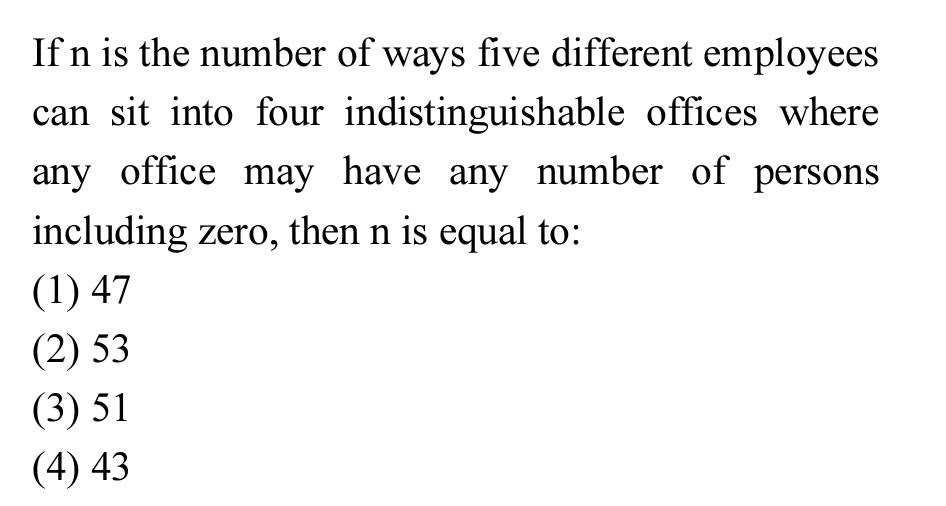 If n is the number of ways five different employees
can sit into four indistinguishable offices where
any office may have any number of persons
including zero, then n is equal to:
(1) 47
(2) 53
(3) 51
(4) 43